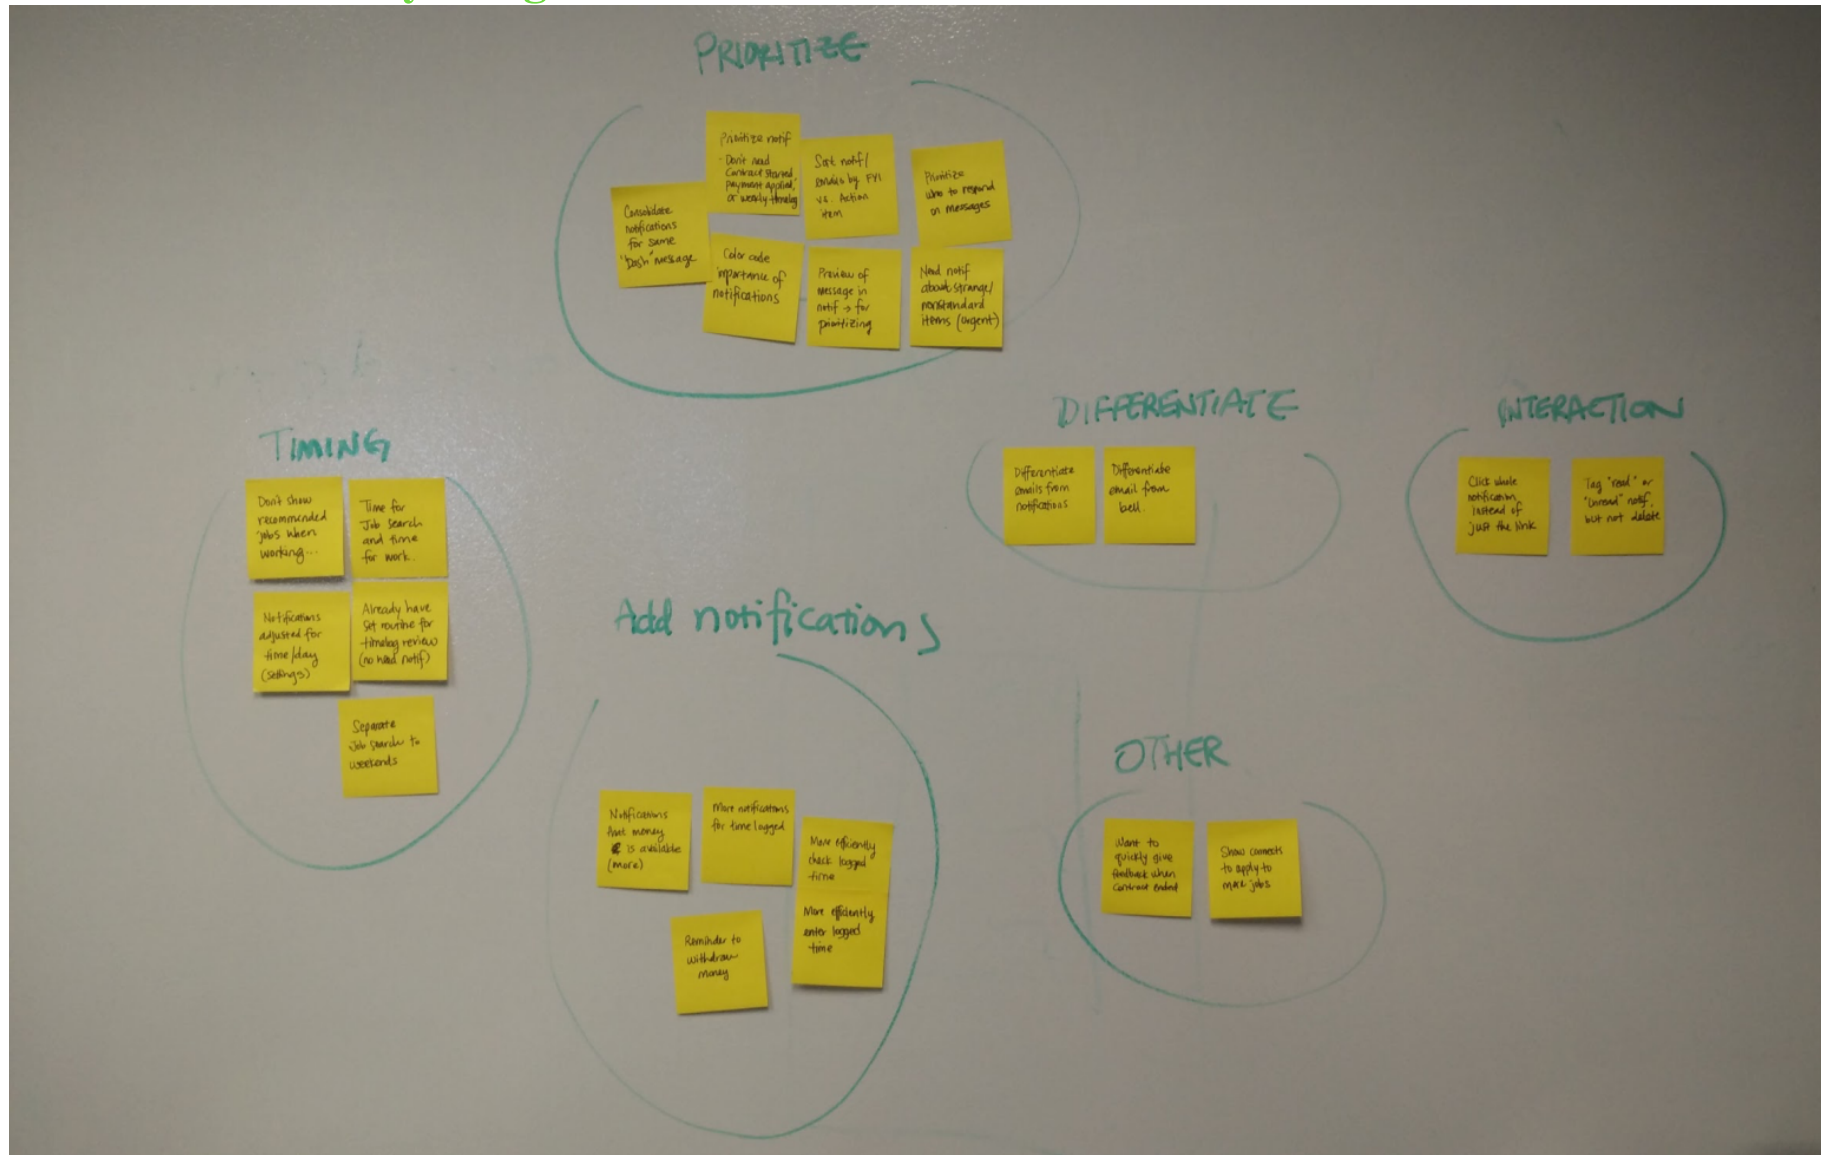 PRIORITIZE
Prioritize notif
- Don't need
contract started,
payment applied,
or weekly timelog
Sort notif/
emails by FYI
vs. Action
item
Prioritize
who to respond
on messages
Consolidate
notifications
for same
"Dash" message
Color code
importance of
notifications
Preview of
message in
notif → for
prioritizing
Need notif
about strange/
nonstandard
items (urgent)
TIMING
Don't show
recommended
jobs when
working...
Time for
Job search
and time
for work..
Notifications
adjusted for
time/day
(settings)
Already have
set routine for
timelog review
(no need notif)
Separate
Job search to
weekends
DIFFERENTIATE
Differentiate
emails from
notifications
Differentiate
email from
bell.
INTERACTION
Click whole
notification
instead of
just the link
Tag "read" or
"unread" notif,
but not delete
Add notifications
Notifications
that money
is available
(more)
More notifications
for time logged
More efficiently
check logged
time
More efficiently
enter logged
time
Reminder to
withdraw
money
OTHER
Want to
quickly give
feedback when
contract ended
Show connects
to apply to
more jobs